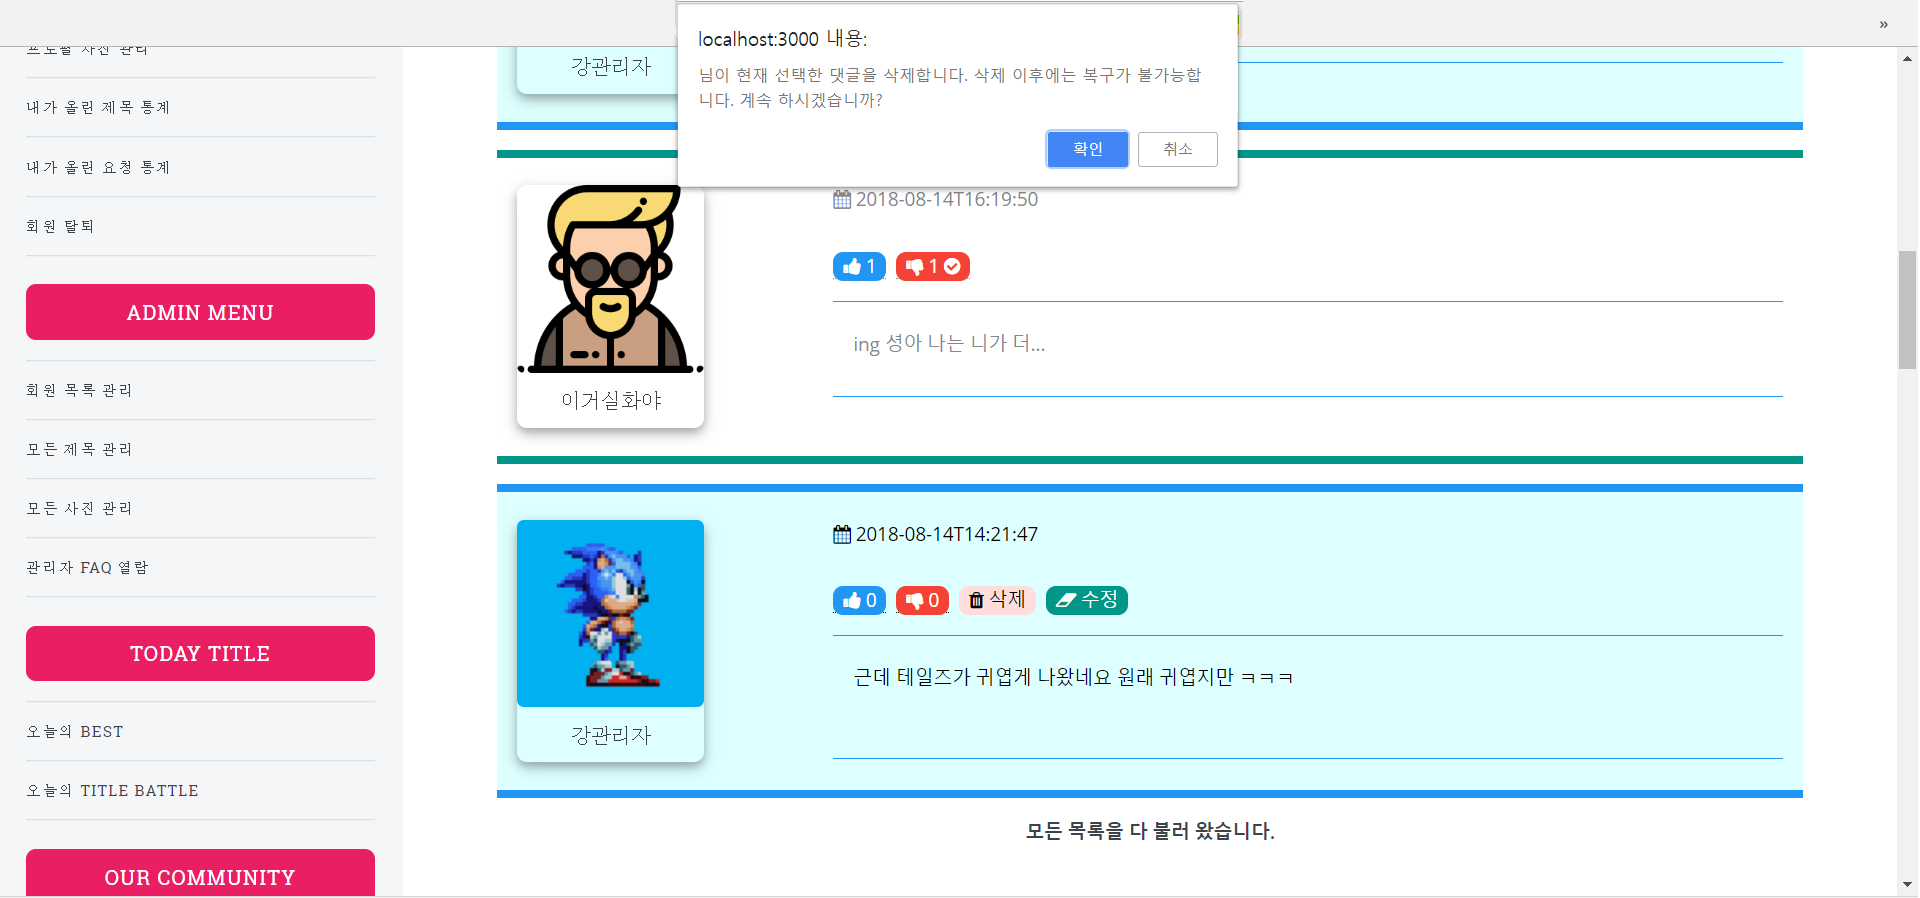 »
localhost:3000 내용:
님이 현재 선택한 댓글을 삭제합니다. 삭제 이후에는 복구가 불가능합
니다. 계속 하시겠습니까?
확인
취소
프로필 사진 관리
내가 올린 제목 통계
내가 올린 요청 통계
회원 탈퇴
ADMIN MENU
회원 목록 관리
모든 제목 관리
모든 사진 관리
관리자 FAQ 열람
TODAY TITLE
오늘의 BEST
오늘의 TITLE BATTLE
OUR COMMUNITY
강관리자
2018-08-14T16:19:50
1
1
ing 셩아 나는 니가 더...
이거실화야
2018-08-14T14:21:47
0
0
삭제
수정
근데 테일즈가 귀엽게 나왔네요 원래 귀엽지만 ㅋㅋㅋ
강관리자
모든 목록을 다 불러 왔습니다.